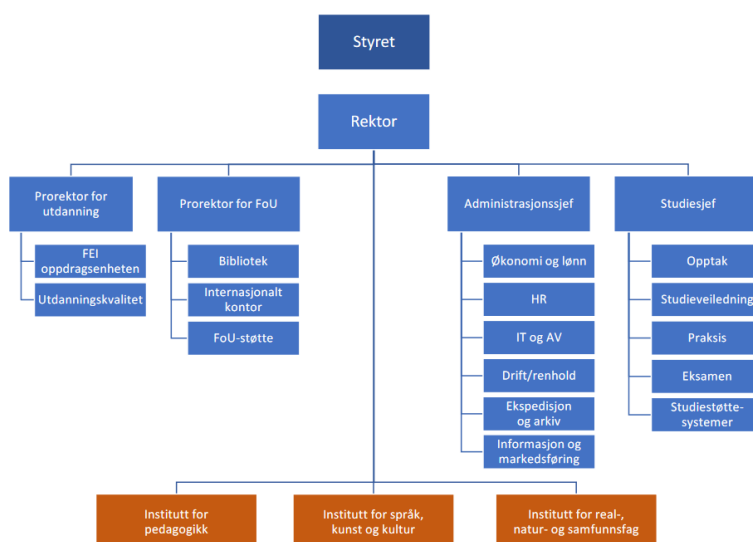 Styret
Rektor
Prorektor for
utdanning
FEI
oppdragsenheten
Utdanningskvalitet
Prorektor for FoU
Bibliotek
Internasjonalt
kontor
FoU-støtte
Administrasjonssjef
Økonomi og lønn
HR
IT og AV
Drift/renhold
Ekspedisjon
og arkiv
Informasjon og
markedsføring
Studiesjef
Opptak
Studieveiledning
Praksis
Eksamen
Studiestøtte-
systemer
Institutt for
pedagogikk
Institutt for språk,
kunst og kultur
Institutt for real-,
natur- og samfunnsfag